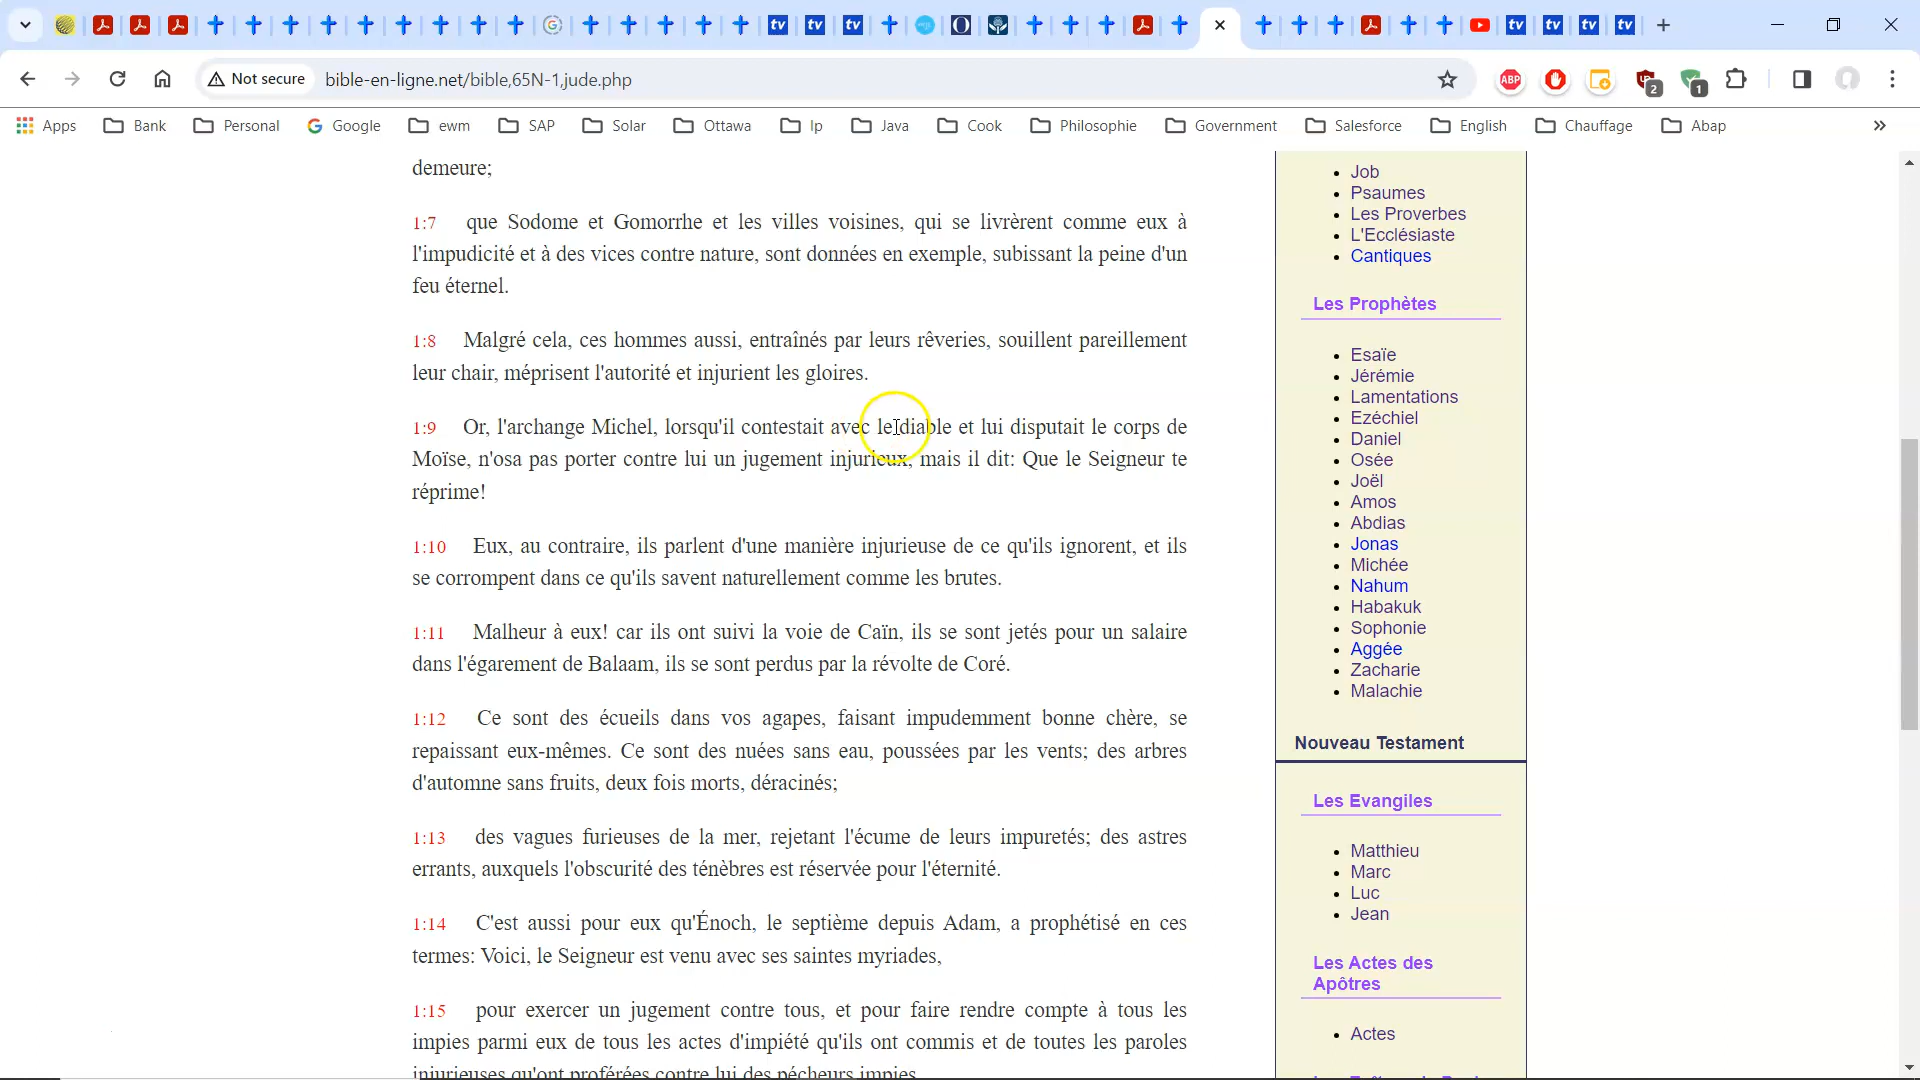 Not secure
bible-en-ligne.net/bible,65N-1,jude.php
ABP
2
1
Apps
Bank
Personal
Google
ewm
SAP
Solar
Ottawa
Ip
Java
Cook
Philosophie
Government
Salesforce
English
Chauffage
Abap
»
demeure;
1:7 que Sodome et Gomorrhe et les villes voisines, qui se livrèrent comme eux à
l'impudicité et à des vices contre nature, sont données en exemple, subissant la peine d'un
feu éternel.
1:8 Malgré cela, ces hommes aussi, entraînés par leurs rêveries, souillent pareillement
leur chair, méprisent l'autorité et injurient les gloires.
1:9 Or, l'archange Michel, lorsqu'il contestait avec le diable et lui disputait le corps de
Moïse, n'osa pas porter contre lui un jugement injurieux, mais il dit: Que le Seigneur te
réprime!
1:10 Eux, au contraire, ils parlent d'une manière injurieuse de ce qu'ils ignorent, et ils
se corrompent dans ce qu'ils savent naturellement comme les brutes.
1:11 Malheur à eux! car ils ont suivi la voie de Caïn, ils se sont jetés pour un salaire
dans l'égarement de Balaam, ils se sont perdus par la révolte de Coré.
1:12 Ce sont des écueils dans vos agapes, faisant impudemment bonne chère, se
repaissant eux-mêmes. Ce sont des nuées sans eau, poussées par les vents; des arbres
d'automne sans fruits, deux fois morts, déracinés;
1:13 des vagues furieuses de la mer, rejetant l'écume de leurs impuretés; des astres
errants, auxquels l'obscurité des ténèbres est réservée pour l'éternité.
1:14 C'est aussi pour eux qu'Énoch, le septième depuis Adam, a prophétisé en ces
termes: Voici, le Seigneur est venu avec ses saintes myriades,
1:15 pour exercer un jugement contre tous, et pour faire rendre compte à tous les
impies parmi eux de tous les actes d'impiété qu'ils ont commis et de toutes les paroles
injurieuses qu'ont proférées contre lui des pécheurs impies.
Job
Psaumes
Les Proverbes
L'Ecclésiaste
Cantiques
Les Prophètes
Esaïe
Jérémie
Lamentations
Ezéchiel
Daniel
Osée
Joël
Amos
Abdias
Jonas
Michée
Nahum
Habakuk
Sophonie
Aggée
Zacharie
Malachie
Nouveau Testament
Les Evangiles
Matthieu
Marc
Luc
Jean
Les Actes des
Apôtres
Actes